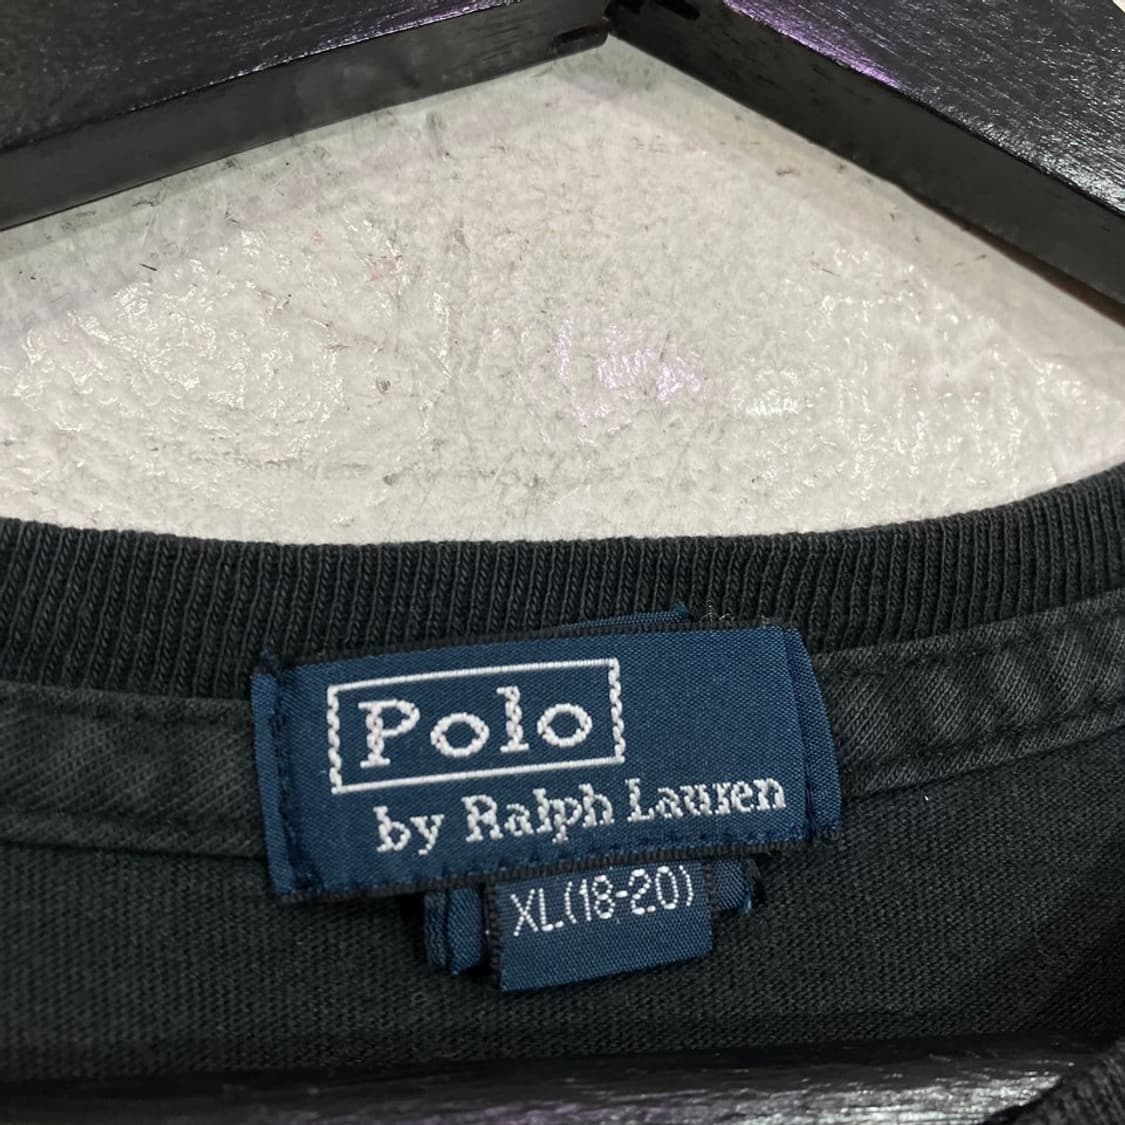 Polo
by Ralph Lauren
XL(18-20)